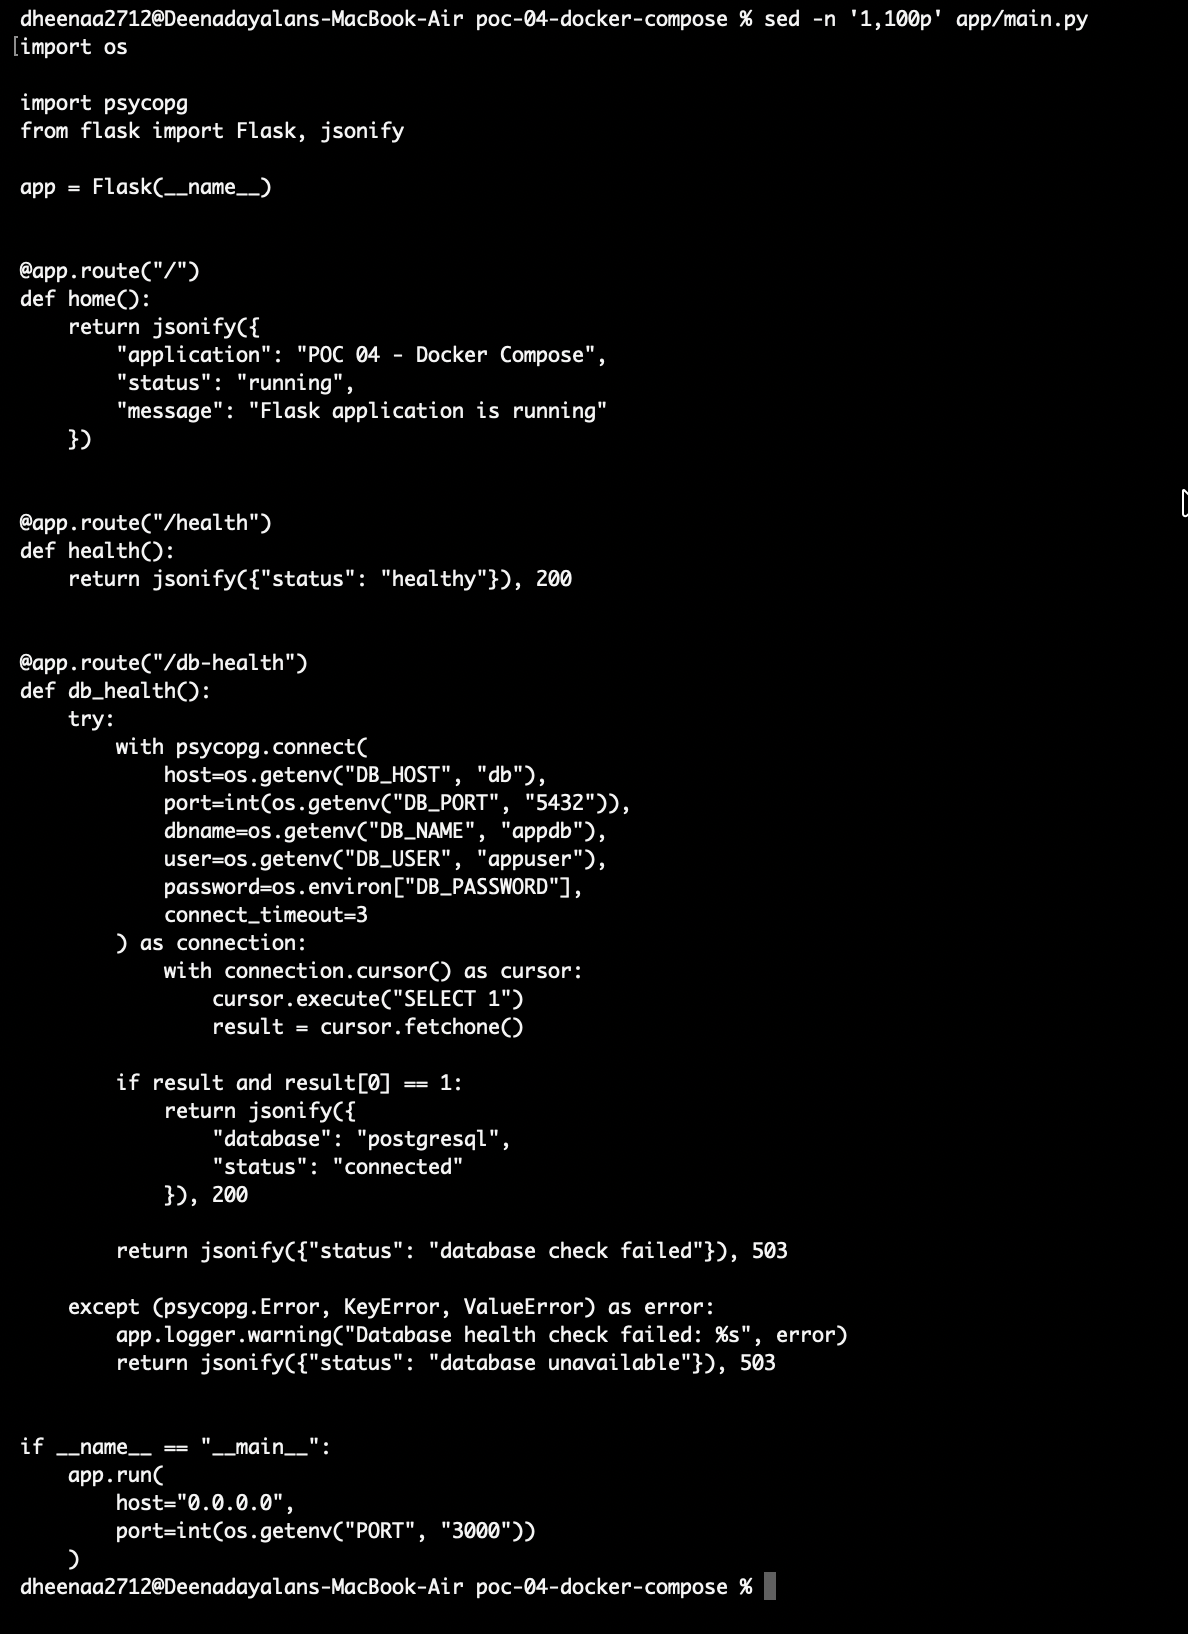 dheenaa2712@Deenadayalans-MacBook-Air poc-04-docker-compose % sed -n '1,100p' app/main.py
[import os

import psycopg
from flask import Flask, jsonify

app = Flask(__name__)


@app.route("/")
def home():
    return jsonify({
        "application": "POC 04 - Docker Compose",
        "status": "running",
        "message": "Flask application is running"
    })


@app.route("/health")
def health():
    return jsonify({"status": "healthy"}), 200


@app.route("/db-health")
def db_health():
    try:
        with psycopg.connect(
            host=os.getenv("DB_HOST", "db"),
            port=int(os.getenv("DB_PORT", "5432")),
            dbname=os.getenv("DB_NAME", "appdb"),
            user=os.getenv("DB_USER", "appuser"),
            password=os.environ["DB_PASSWORD"],
            connect_timeout=3
        ) as connection:
            with connection.cursor() as cursor:
                cursor.execute("SELECT 1")
                result = cursor.fetchone()

        if result and result[0] == 1:
            return jsonify({
                "database": "postgresql",
                "status": "connected"
            }), 200

        return jsonify({"status": "database check failed"}), 503

    except (psycopg.Error, KeyError, ValueError) as error:
        app.logger.warning("Database health check failed: %s", error)
        return jsonify({"status": "database unavailable"}), 503


if __name__ == "__main__":
    app.run(
        host="0.0.0.0",
        port=int(os.getenv("PORT", "3000"))
    )
dheenaa2712@Deenadayalans-MacBook-Air poc-04-docker-compose %